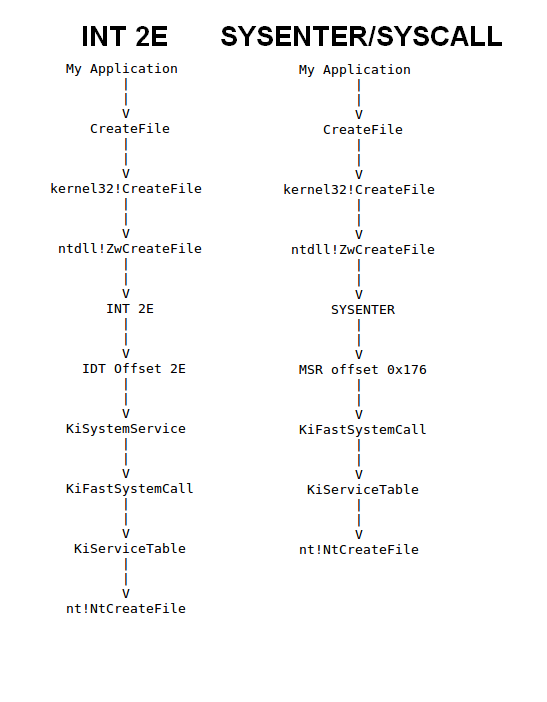 INT 2E
My Application
|
|
V
CreateFile
|
|
V
kernel32!CreateFile
|
|
V
ntdll!ZwCreateFile
|
|
V
INT 2E
|
|
V
IDT Offset 2E
|
|
V
KiSystemService
|
|
V
KiFastSystemCall
|
|
V
KiServiceTable
|
|
V
nt!NtCreateFile
SYSENTER/SYSCALL
My Application
|
|
V
CreateFile
|
|
V
kernel32!CreateFile
|
|
V
ntdll!ZwCreateFile
|
|
V
SYSENTER
|
|
V
MSR offset 0x176
|
|
V
KiFastSystemCall
|
|
V
KiServiceTable
|
|
V
nt!NtCreateFile